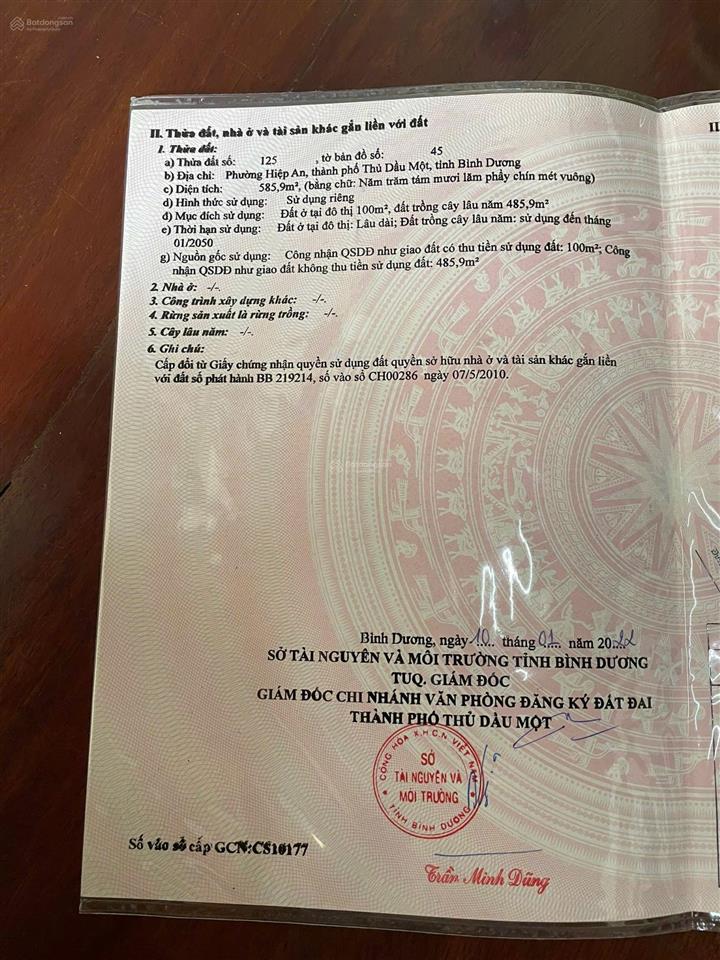 Batdongsan
II. Thửa đất, nhà ở và tài sản khác gắn liền với đất
1. Thửa đất:
a) Thửa đất số: 125 , tờ bản đồ số: 45
b) Địa chỉ: Phường Hiệp An, thành phố Thủ Dầu Một, tỉnh Bình Dương
c) Diện tích: 585,9m², (bằng chữ: Năm trăm tám mươi lăm phẩy chín mét vuông)
d) Hình thức sử dụng: Sử dụng riêng
đ) Mục đích sử dụng: Đất ở tại đô thị 100m², đất trồng cây lâu năm 485,9m²
e) Thời hạn sử dụng: Đất ở tại đô thị: Lâu dài; Đất trồng cây lâu năm: sử dụng đến tháng
01/2050
g) Nguồn gốc sử dụng: Công nhận QSDĐ như giao đất có thu tiền sử dụng đất: 100m²; Công
nhận QSDĐ như giao đất không thu tiền sử dụng đất: 485,9m²
2. Nhà ở: -/-.
3. Công trình xây dựng khác: -/-.
4. Rừng sản xuất là rừng trồng: -/-.
5. Cây lâu năm: -/-.
6. Ghi chú:
Cấp đổi từ Giấy chứng nhận quyền sử dụng đất quyền sở hữu nhà ở và tài sản khác gắn liền
với đất số phát hành BB 219214, số vào sổ CH00286 ngày 07/5/2010.
Batdongsan
Bình Dương, ngày 10 tháng 01 năm 2022
SỞ TÀI NGUYÊN VÀ MÔI TRƯỜNG TỈNH BÌNH DƯƠNG
TUQ. GIÁM ĐỐC
GIÁM ĐỐC CHI NHÁNH VĂN PHÒNG ĐĂNG KÝ ĐẤT ĐAI
THÀNH PHỐ THỦ DẦU MỘT
CỘNG HÒA X.H.C.N VIỆT NAM
SỞ
TÀI NGUYÊN VÀ
MÔI TRƯỜNG
TỈNH BÌNH DƯƠNG
Số vào sổ cấp GCN:CS10177
Trần Minh Dũng
II